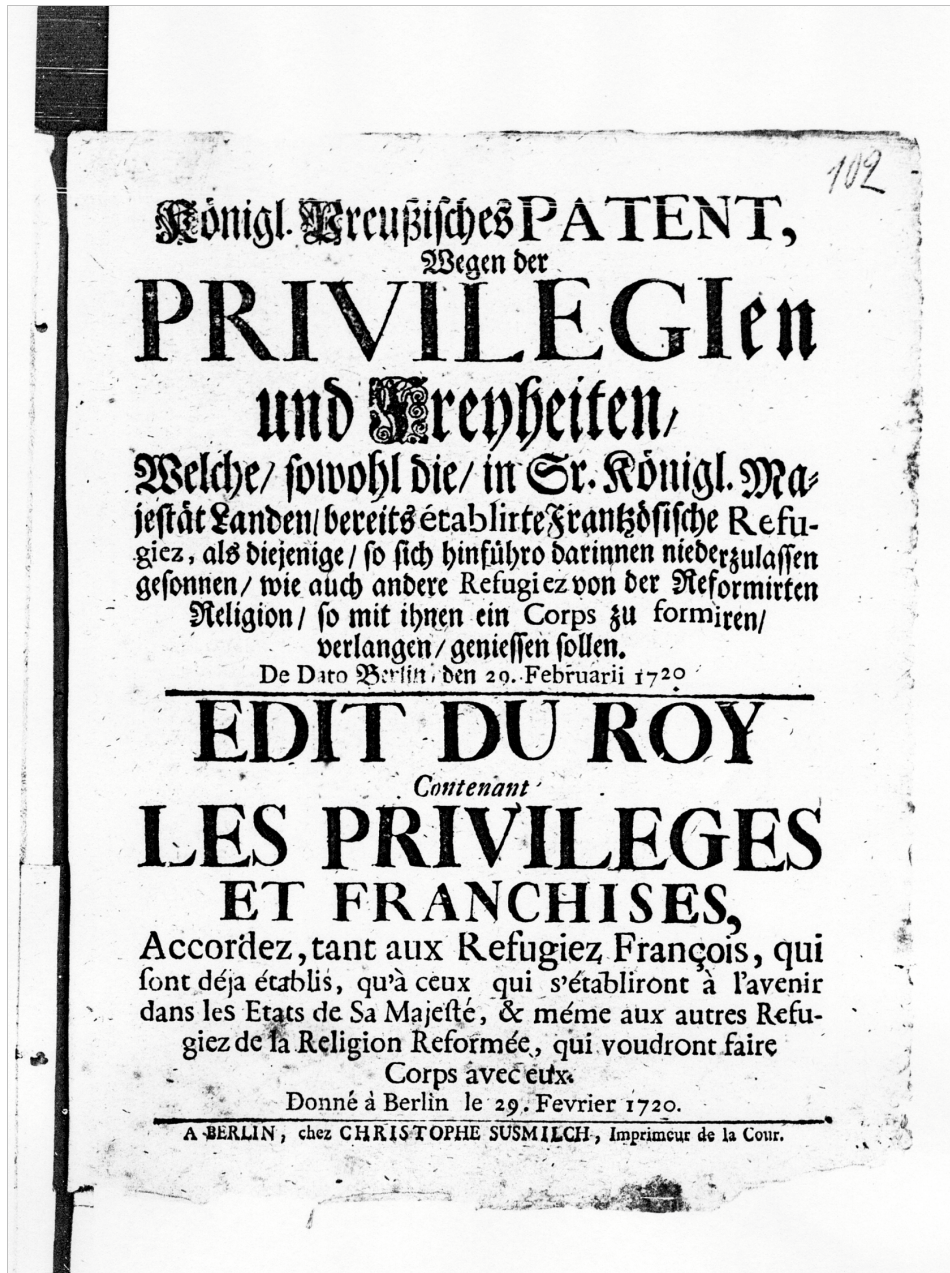 102
Königl. Preußisches PATENT,
Wegen der
PRIVILEGIen
und Freyheiten/
Welche/ sowohl die/ in Sr. Königl. Ma-
jestät Landen/ bereits établirte Frantzösische Refu-
giez, als diejenige/ so sich hinführo darinnen niederzulassen
gesonnen/ wie auch andere Refugiez von der Reformirten
Religion/ so mit ihnen ein Corps zu formiren/
verlangen/ geniessen sollen.
De Dato Berlin, den 29. Februarii 1720
EDIT DU ROY
Contenant
LES PRIVILEGES
ET FRANCHISES,
Accordez, tant aux Refugiez François, qui
sont déja établis, qu'à ceux qui s'établiront à l'avenir
dans les Etats de Sa Majesté, & méme aux autres Refu-
giez de la Religion Reformée, qui voudront faire
Corps avec eux.
Donné à Berlin le 29. Fevrier 1720.
A BERLIN, chez CHRISTOPHE SUSMILCH, Imprimeur de la Cour.